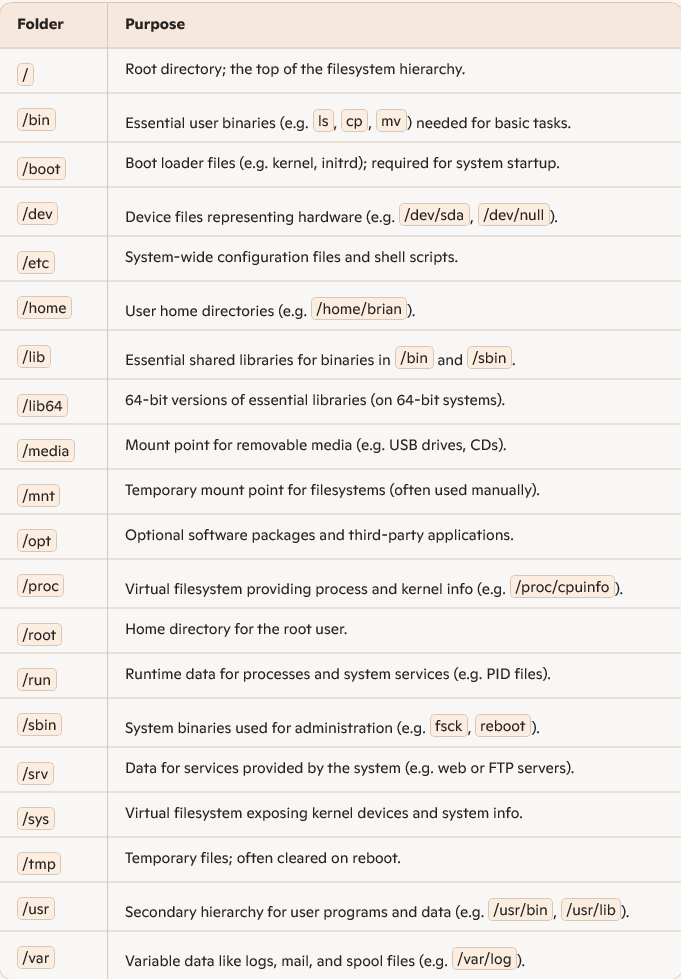 Folder Purpose
/ Root directory; the top of the filesystem hierarchy.
/bin Essential user binaries (e.g. ls, cp, mv) needed for basic tasks.
/boot Boot loader files (e.g. kernel, initrd); required for system startup.
/dev Device files representing hardware (e.g. /dev/sda, /dev/null).
/etc System-wide configuration files and shell scripts.
/home User home directories (e.g. /home/brian).
/lib Essential shared libraries for binaries in /bin and /sbin.
/lib64 64-bit versions of essential libraries (on 64-bit systems).
/media Mount point for removable media (e.g. USB drives, CDs).
/mnt Temporary mount point for filesystems (often used manually).
/opt Optional software packages and third-party applications.
/proc Virtual filesystem providing process and kernel info (e.g. /proc/cpuinfo).
/root Home directory for the root user.
/run Runtime data for processes and system services (e.g. PID files).
/sbin System binaries used for administration (e.g. fsck, reboot).
/srv Data for services provided by the system (e.g. web or FTP servers).
/sys Virtual filesystem exposing kernel devices and system info.
/tmp Temporary files; often cleared on reboot.
/usr Secondary hierarchy for user programs and data (e.g. /usr/bin, /usr/lib).
/var Variable data like logs, mail, and spool files (e.g. /var/log).